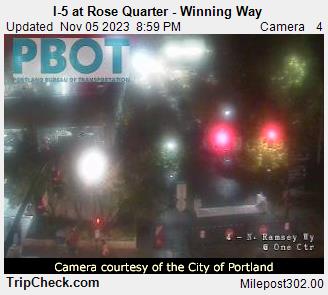 I-5 at Rose Quarter - Winning Way
Updated Nov 05 2023 8:59 PM Camera 4
PBOT
PORTLAND BUREAU OF TRANSPORTATION
4 - N. Ramsey Wy
@ One Ctr
Camera courtesy of the City of Portland
TripCheck.com Milepost302.00